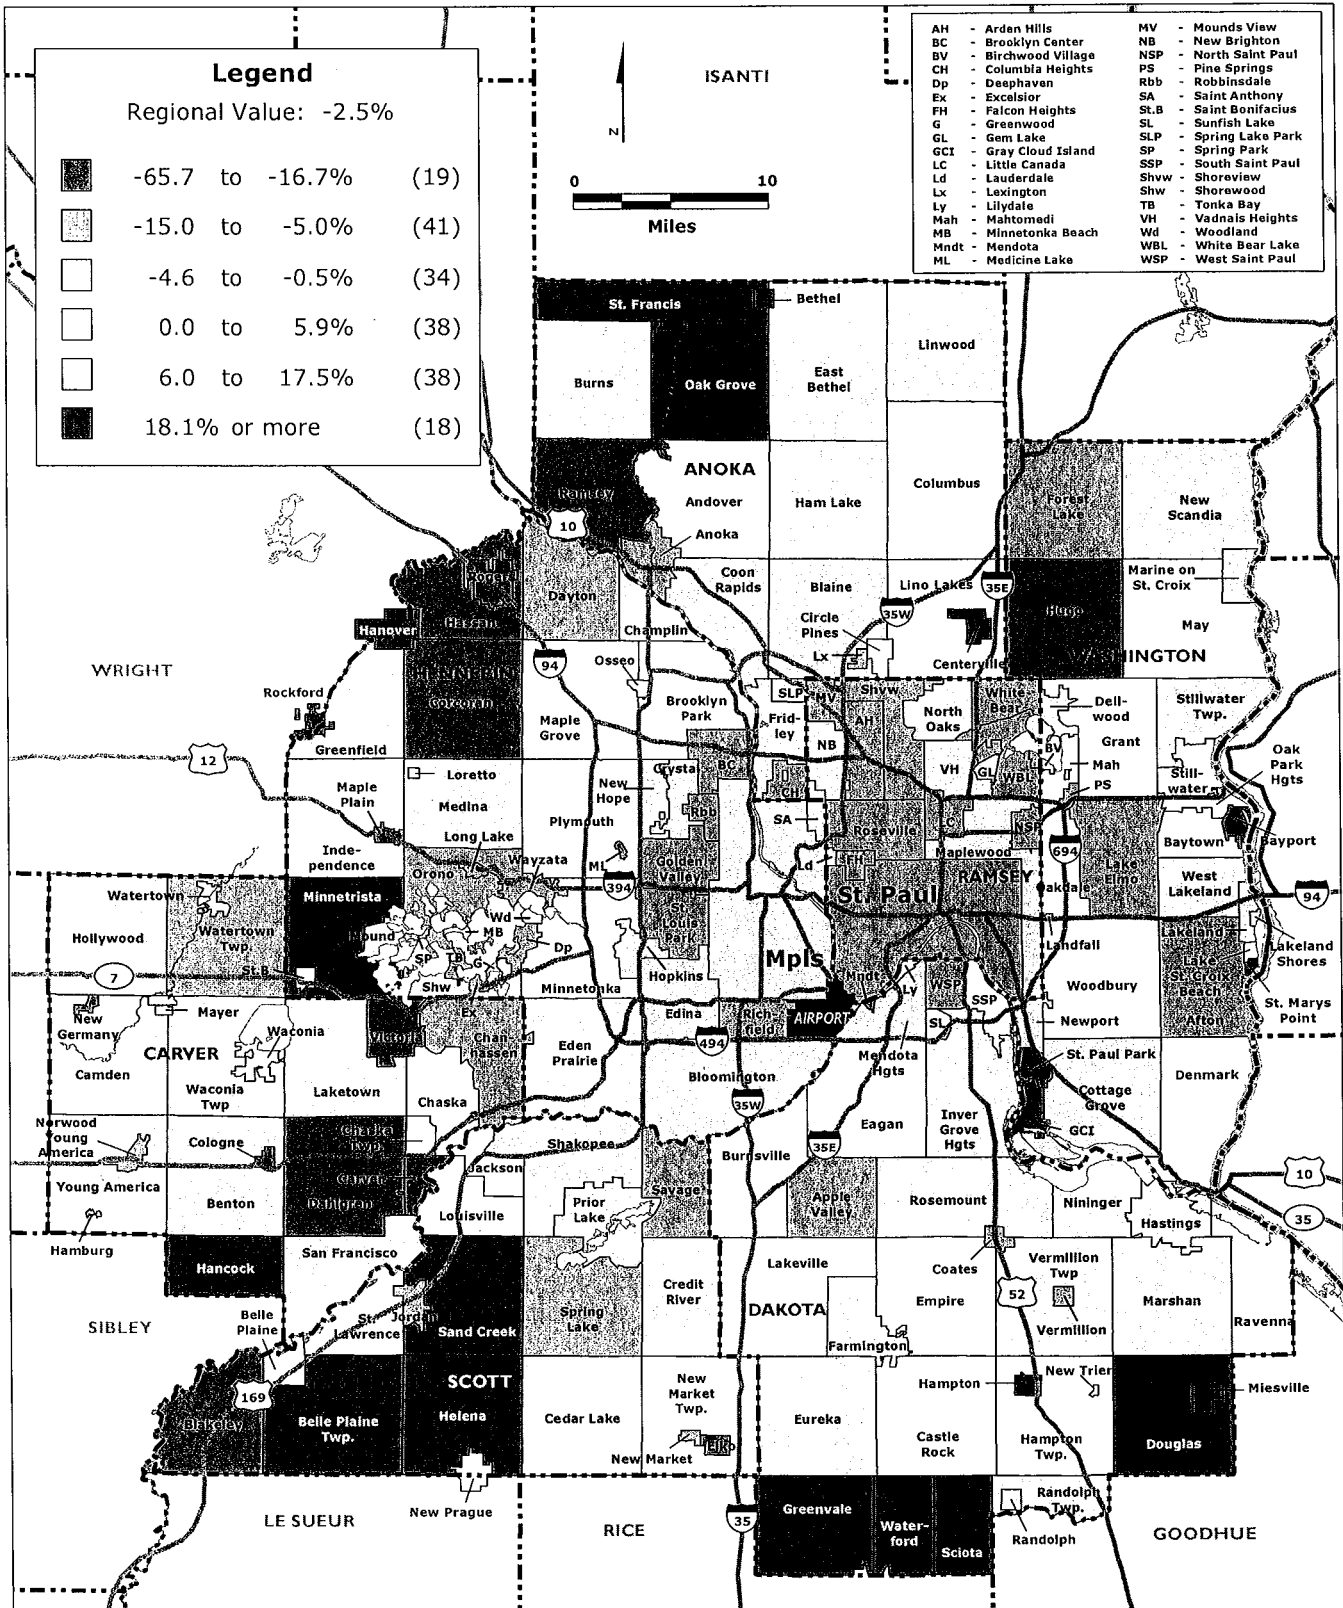 Legend
Regional Value: -2.5%
-65.7 to -16.7% (19)
-15.0 to -5.0% (41)
-4.6 to -0.5% (34)
0.0 to 5.9% (38)
6.0 to 17.5% (38)
18.1% or more (18)
ISANTI
N
0 10
Miles
AH - Arden Hills
BC - Brooklyn Center
BV - Birchwood Village
CH - Columbia Heights
Dp - Deephaven
Ex - Excelsior
FH - Falcon Heights
G - Greenwood
GL - Gem Lake
GCI - Gray Cloud Island
LC - Little Canada
Ld - Lauderdale
Lx - Lexington
Ly - Lilydale
Mah - Mahtomedi
MB - Minnetonka Beach
Mndt - Mendota
ML - Medicine Lake
MV - Mounds View
NB - New Brighton
NSP - North Saint Paul
PS - Pine Springs
Rbb - Robbinsdale
SA - Saint Anthony
St.B - Saint Bonifacius
SL - Sunfish Lake
SLP - Spring Lake Park
SP - Spring Park
SSP - South Saint Paul
Shvw - Shoreview
Shw - Shorewood
TB - Tonka Bay
VH - Vadnais Heights
Wd - Woodland
WBL - White Bear Lake
WSP - West Saint Paul
St. Francis
Bethel
Linwood
Burns
Oak Grove
East
Bethel
ANOKA
Ramsey
Andover
Ham Lake
Columbus
Forest
Lake
New
Scandia
10
Anoka
Rogers
Dayton
Coon
Rapids
Blaine
Lino Lakes
35E
35W
Marine on
St. Croix
Hugo
May
Hassan
Hanover
Champlin
Circle
Pines
Lx
Centerville
WASHINGTON
WRIGHT
94
Osseo
HENNEPIN
Corcoran
Rockford
Greenfield
Maple
Grove
Brooklyn
Park
SLP
MV
Shvw
Frid-
ley
AH
North
Oaks
White
Bear
Dell-
wood
Stillwater
Twp.
NB
BV
Grant
12
Loretto
Medina
Maple
Plain
Long Lake
New
Hope
Crystal
BC
CH
VH
GL
WBL
Mah
PS
Still-
water
Oak
Park
Hgts
Plymouth
Rbb
SA
Roseville
LC
NSP
Baytown
Bayport
Inde-
pendence
Wayzata
ML
394
Golden
Valley
Ld
FH
Maplewood
694
Lake
Elmo
West
Lakeland
94
Orono
Minnetrista
St. Paul
RAMSEY
Oakdale
Watertown
Hollywood
Watertown
Twp.
7
St.B
Mound
Wd
MB
SP
TB
G
Dp
Shw
St.
Louis
Park
Hopkins
Minnetonka
Mpls
Landfall
Lakeland
Lakeland
Shores
Lake
St. Croix
Beach
St. Marys
Point
Afton
Woodbury
Mndt
Ly
WSP
SSP
New
Germany
Mayer
Waconia
Victoria
Ex
Chan-
hassen
Edina
Rich-
field
AIRPORT
SL
Newport
CARVER
Camden
Waconia
Twp
Laketown
Eden
Prairie
494
Mendota
Hgts
St. Paul Park
Bloomington
Denmark
Chaska
35W
Cottage
Grove
Norwood
Young
America
Cologne
Chaska
Twp.
Shakopee
35E
Eagan
Inver
Grove
Hgts
GCI
Burnsville
Jackson
Carver
Dahlgren
Young America
Benton
Louisville
Prior
Lake
Savage
Apple
Valley
Rosemount
Nininger
10
35
Hastings
Hamburg
San Francisco
Hancock
Lakeville
Coates
Vermillion
Twp
Credit
River
DAKOTA
Empire
52
Marshan
SIBLEY
Belle
Plaine
St.
Lawrence
Jordan
Sand Creek
Spring
Lake
Farmington
Vermillion
Ravenna
SCOTT
169
Blakeley
Belle Plaine
Twp.
Helena
Cedar Lake
New
Market
Twp.
Elko
New Market
Eureka
Castle
Rock
Hampton
New Trier
Hampton
Twp.
Miesville
Douglas
New Prague
LE SUEUR
RICE
35
Greenvale
Water-
ford
Sciota
Randolph
Twp.
Randolph
GOODHUE